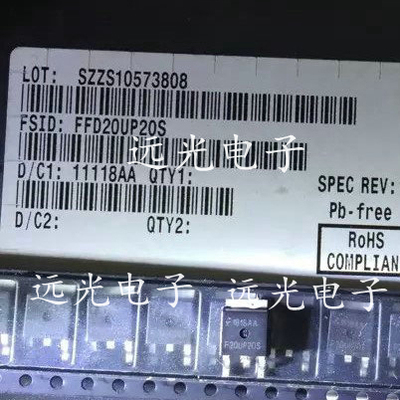 LOT: SZZS10573808
FSID: FFD20UP20S
远光电子
D/C1: 11118AA QTY1:
SPEC REV:
Pb-free
D/C2: QTY2:
RoHS
COMPLIAN
远光电子 远光电子
F20UP20S